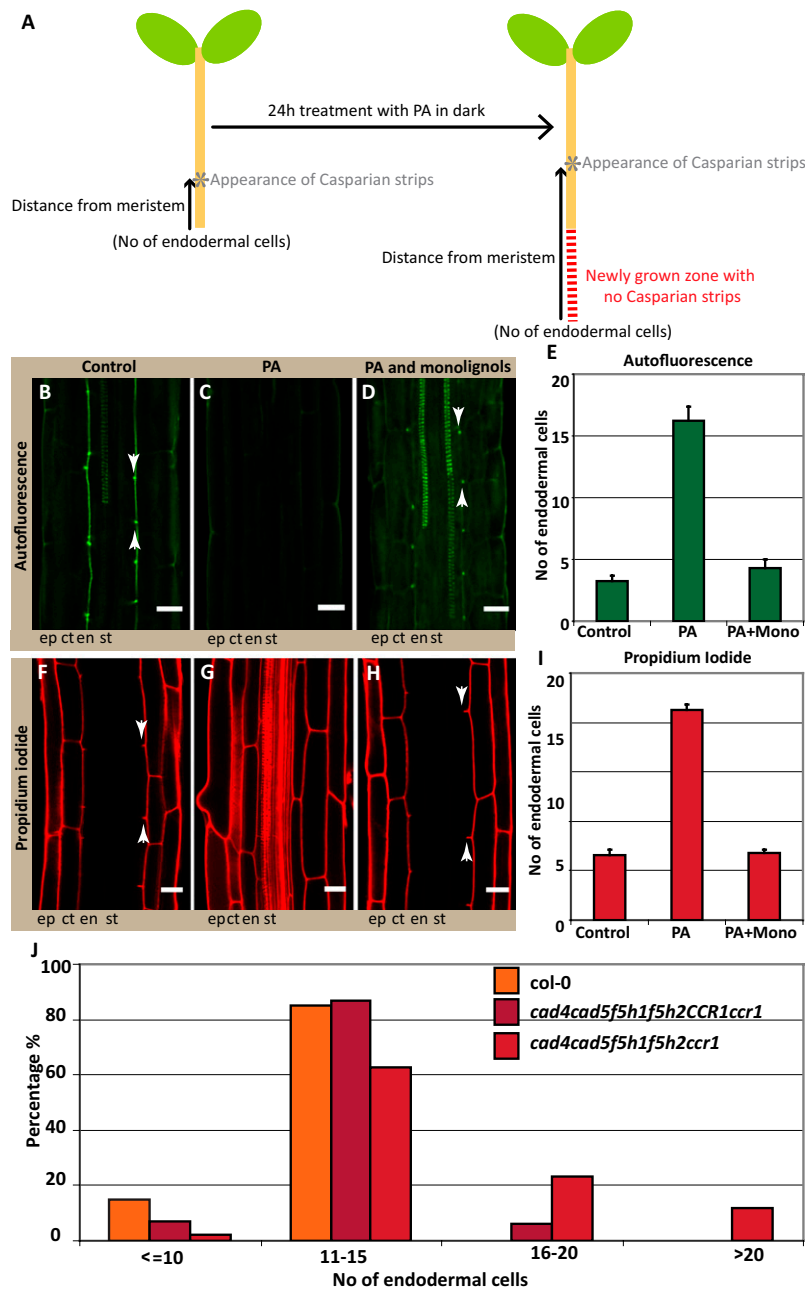 A
24h treatment with PA in dark
Appearance of Casparian strips
Appearance of Casparian strips
Distance from meristem
(No of endodermal cells)
Distance from meristem
Newly grown zone with
no Casparian strips
(No of endodermal cells)
Control
PA
PA and monolignols
Autofluorescence
B
C
D
ep ct en st
ep ct en st
ep ct en st
E
Autofluorescence
No of endodermal cells
20
15
10
5
0
Control
PA
PA+Mono
Propidium iodide
F
G
H
ep ct en st
epct en st
ep ct en st
I
Propidium Iodide
No of endodermal cells
20
15
10
5
0
Control
PA
PA+Mono
J
Percentage %
100
80
60
40
20
0
col-0
cad4cad5f5h1f5h2CCR1ccr1
cad4cad5f5h1f5h2ccr1
<=10
11-15
16-20
>20
No of endodermal cells